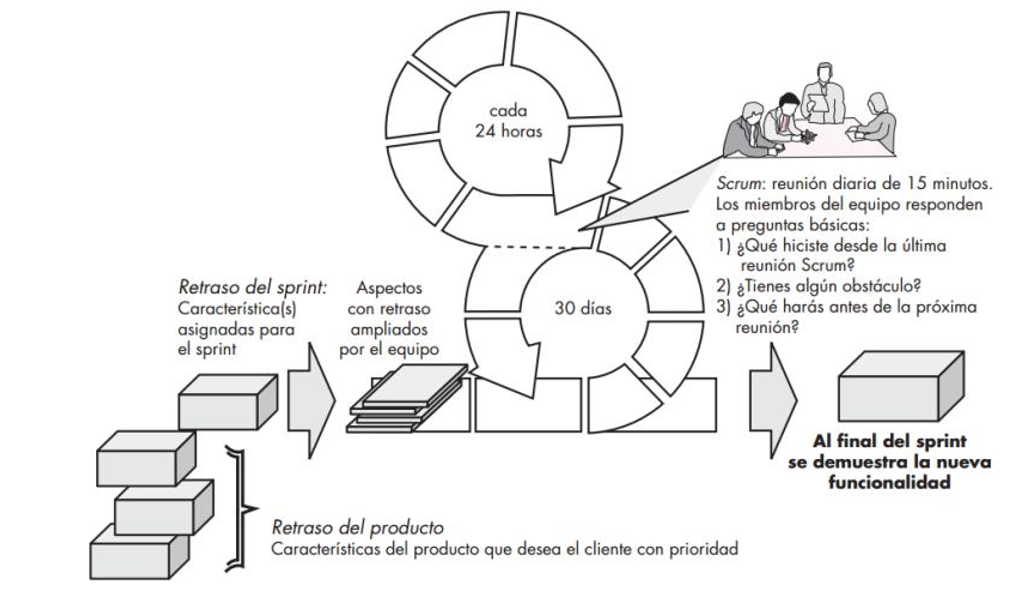 cada
24 horas
Scrum: reunión diaria de 15 minutos.
Los miembros del equipo responden
a preguntas básicas:
1) ¿Qué hiciste desde la última
reunión Scrum?
2) ¿Tienes algún obstáculo?
3) ¿Qué harás antes de la próxima
reunión?
30 días
Retraso del sprint:
Característica(s)
asignadas para
el sprint
Aspectos
con retraso
ampliados
por el equipo
Al final del sprint
se demuestra la nueva
funcionalidad
Retraso del producto
Características del producto que desea el cliente con prioridad